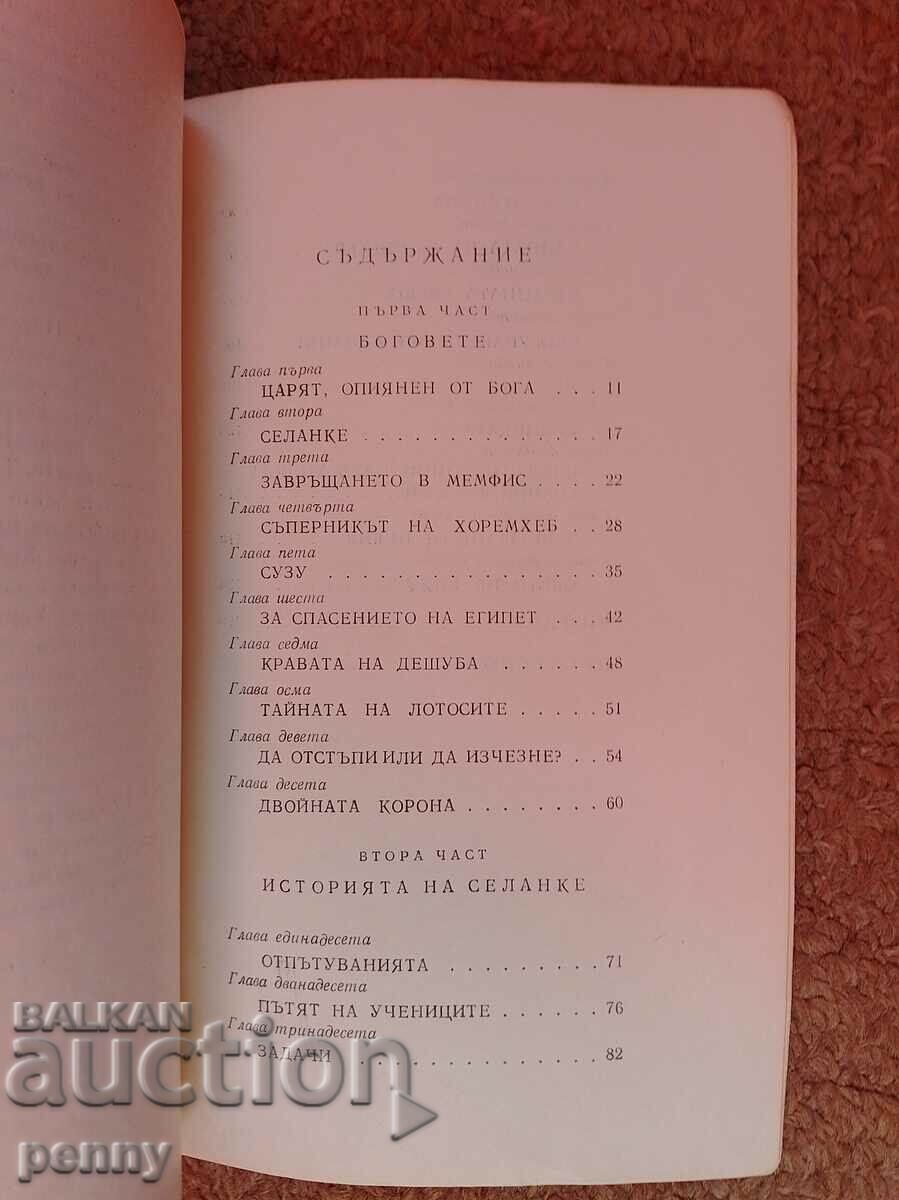 СЪДЪРЖАНИЕ
ПЪРВА ЧАСТ
БОГОВЕТЕ
Глава първа
ЦАРЯТ, ОПИЯНЕН ОТ БОГА . . . 11
Глава втора
СЕЛАНКЕ . . . . . . . . . . . . . . 17
Глава трета
ЗАВРЪЩАНЕТО В МЕМФИС . . . . 22
Глава четвърта
СЪПЕРНИКЪТ НА ХОРЕМХЕБ . . 28
Глава пета
СУЗУ . . . . . . . . . . . . . . . . 35
Глава шеста
ЗА СПАСЕНИЕТО НА ЕГИПЕТ . . 42
Глава седма
КРАВАТА НА ДЕШУБА . . . . . . 48
Глава осма
ТАЙНАТА НА ЛОТОСИТЕ . . . . . 51
Глава девета
ДА ОТСТЪПИ ИЛИ ДА ИЗЧЕЗНЕ? . . 54
Глава десета
ДВОЙНАТА КОРОНА . . . . . . . . 60
ВТОРА ЧАСТ
ИСТОРИЯТА НА СЕЛАНКЕ
Глава единадесета
ОТПЪТУВАНИЯТА . . . . . . . . . 71
Глава дванадесета
ПЪТЯТ НА УЧЕНИЦИТЕ . . . . . . 76
Глава тринадесета
ЗАДАЧИ . . . . . . . . . . . . . . 82
BALKAN
auction
penny